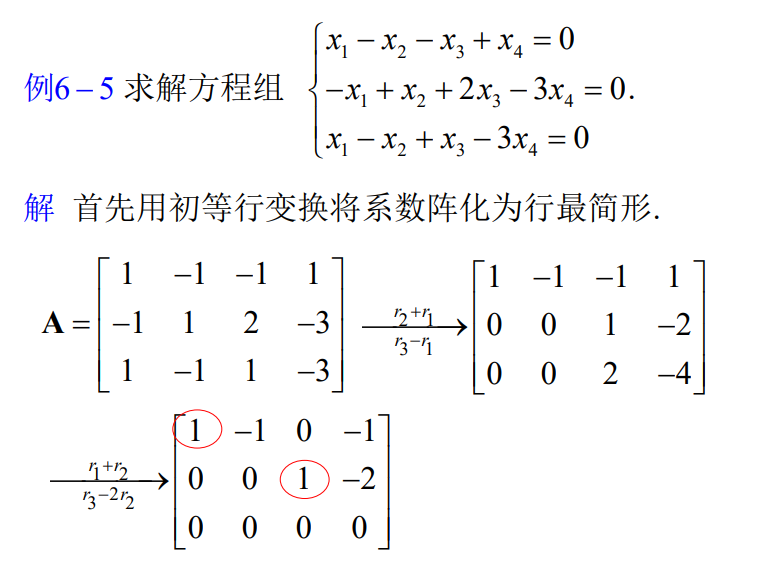 例6－5 求解方程组 { x₁ − x₂ − x₃ + x₄ = 0
−x₁ + x₂ + 2x₃ − 3x₄ = 0.
x₁ − x₂ + x₃ − 3x₄ = 0
解 首先用初等行变换将系数阵化为行最简形.
A = [ 1 −1 −1 1
−1 1 2 −3
1 −1 1 −3 ]
r₂+r₁
r₃−r₁
[ 1 −1 −1 1
0 0 1 −2
0 0 2 −4 ]
r₁+r₂
r₃−2r₂
[ 1 −1 0 −1
0 0 1 −2
0 0 0 0 ]